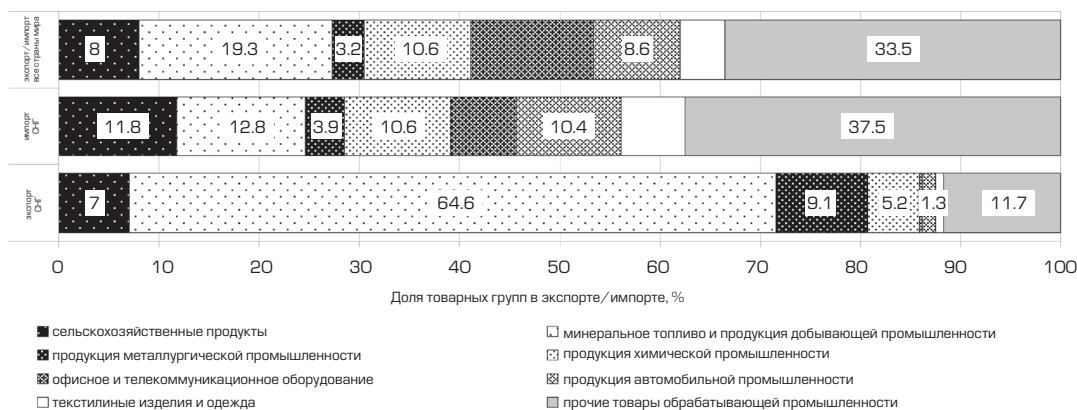 экспорт/импорт
все страны мира
8 19.3 3.2 10.6 8.6 33.5
импорт
СНГ
11.8 12.8 3.9 10.6 10.4 37.5
экспорт
СНГ
7 64.6 9.1 5.2 1.3 11.7
0 10 20 30 40 50 60 70 80 90 100
Доля товарных групп в экспорте/импорте, %
сельскохозяйственные продукты
минеральное топливо и продукция добывающей промышленности
продукция металлургической промышленности
продукция химической промышленности
офисное и телекоммуникационное оборудование
продукция автомобильной промышленности
текстилиные изделия и одежда
прочие товары обрабатывающей промышленности